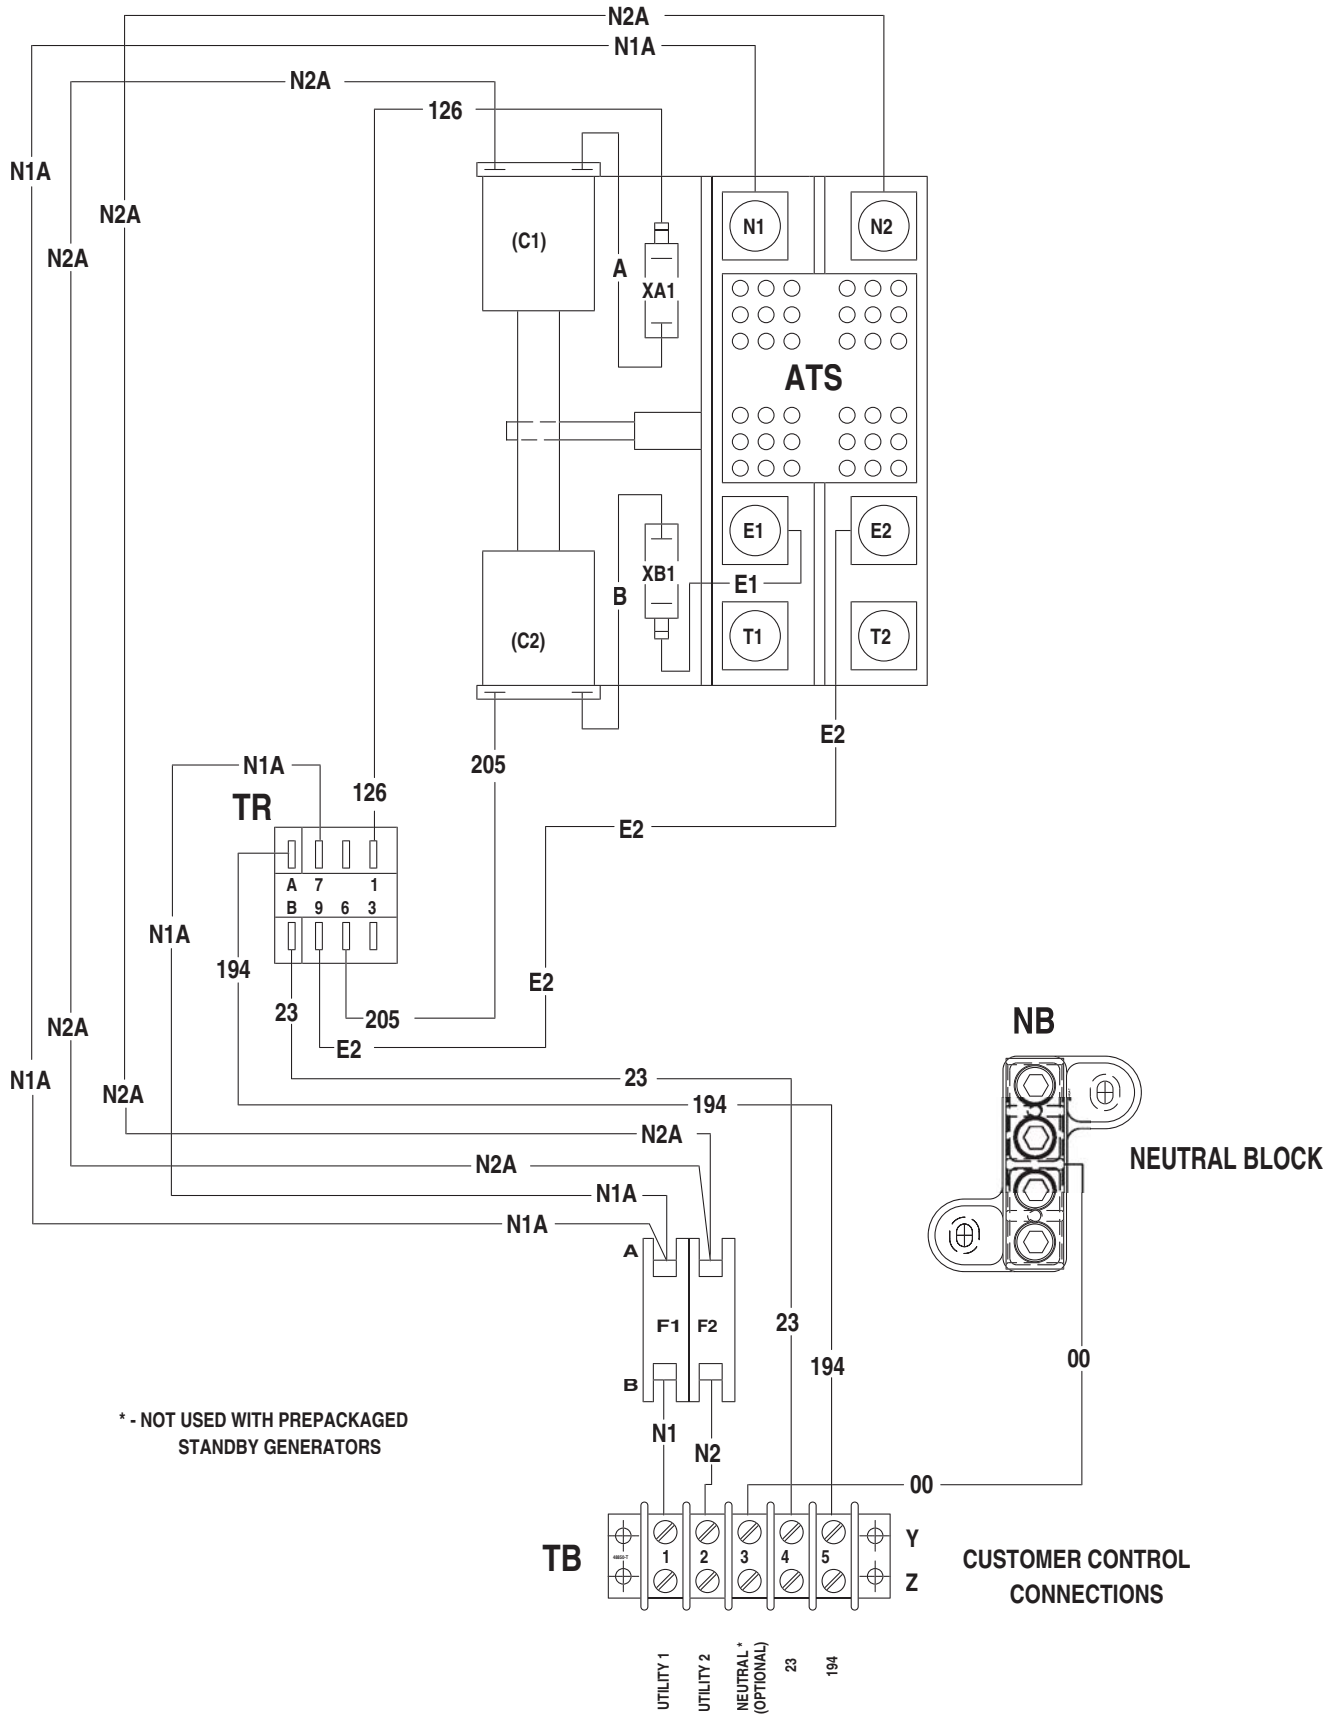 N2A
N1A
N2A
126
N1A
N2A
N2A
(C1)
A
XA1
N1
N2
ATS
E1
E2
XB1
E1
B
(C2)
T1
T2
E2
205
N1A
126
TR
E2
A 7 1
B 9 6 3
N1A
194
E2
23
205
NB
N2A
E2
N1A
23
N2A
194
N2A
NEUTRAL BLOCK
N2A
N1A
N1A
A
F1 F2
23
00
194
B
* - NOT USED WITH PREPACKAGED
STANDBY GENERATORS
N1
N2
00
Y
TB
1 2 3 4 5
CUSTOMER CONTROL
CONNECTIONS
Z
UTILITY 1
UTILITY 2
NEUTRAL *
(OPTIONAL)
23
194